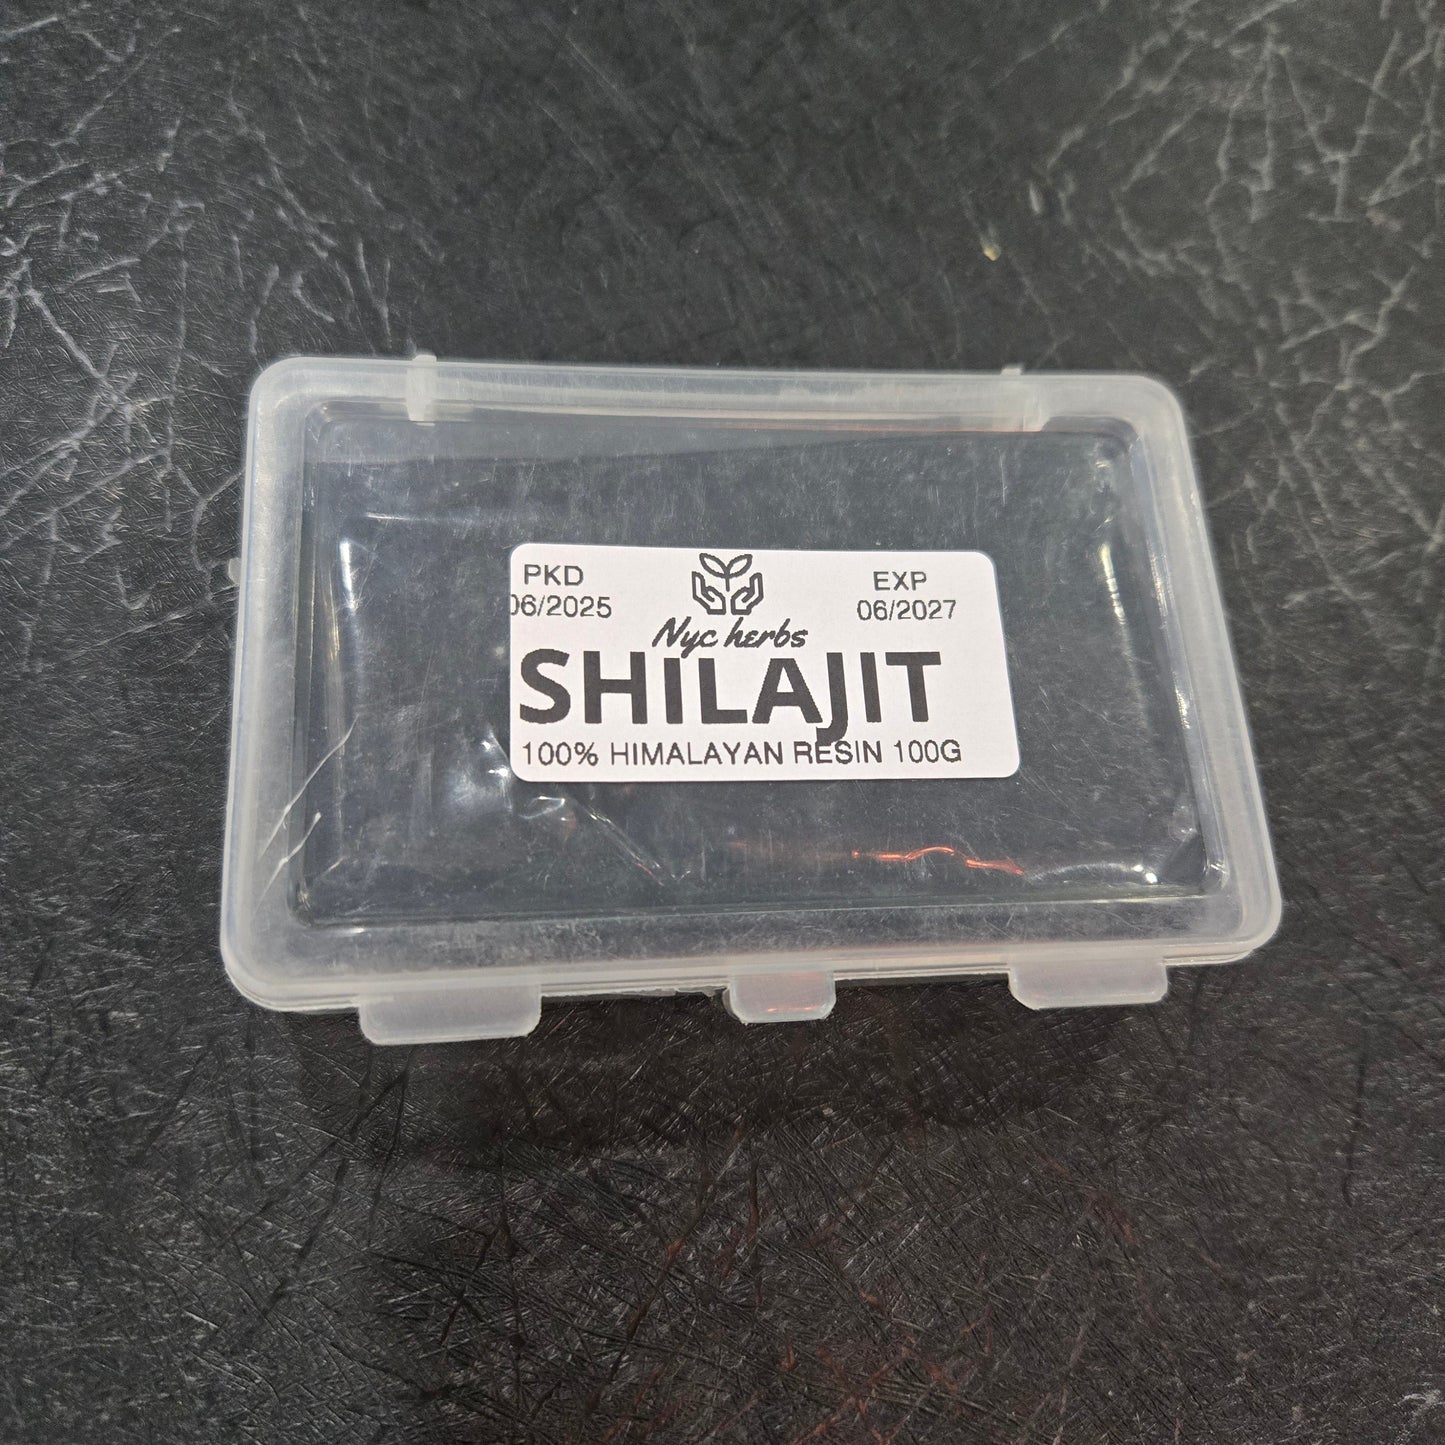 PKD
06/2025
EXP
06/2027
Nyc herbs
SHILAJIT
100% HIMALAYAN RESIN 100G